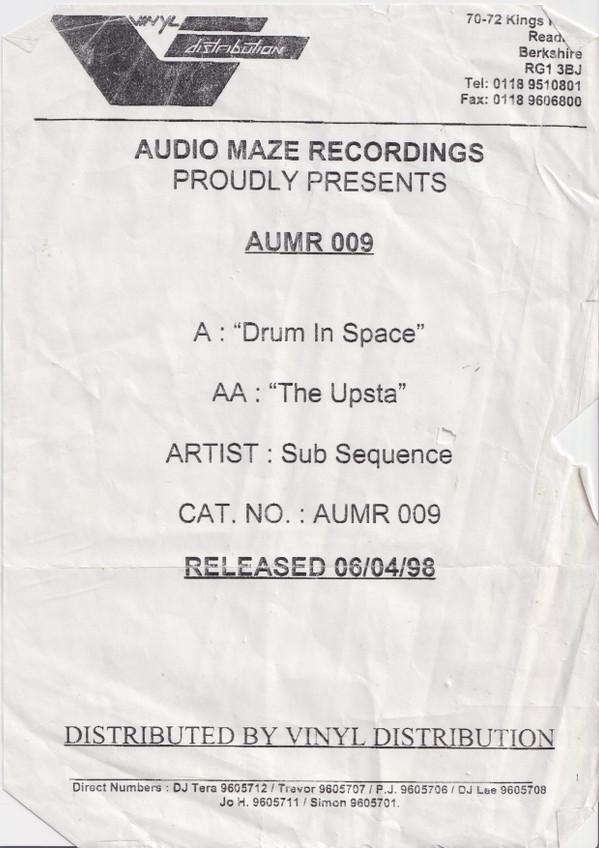 VINYL
distribution
70-72 Kings
Berkshire
RG1 3BJ
Tel: 0118 9510801
Fax: 0118 9606800
AUDIO MAZE RECORDINGS
PROUDLY PRESENTS
AUMR 009
A : “Drum In Space”
AA : “The Upsta”
ARTIST : Sub Sequence
CAT. NO. : AUMR 009
RELEASED 06/04/98
DISTRIBUTED BY VINYL DISTRIBUTION
Direct Numbers : DJ Tera 9605712 / Trevor 9605707 / P.J. 9605706 / DJ Lee 9605708
Jo H. 9605711 / Simon 9605701.